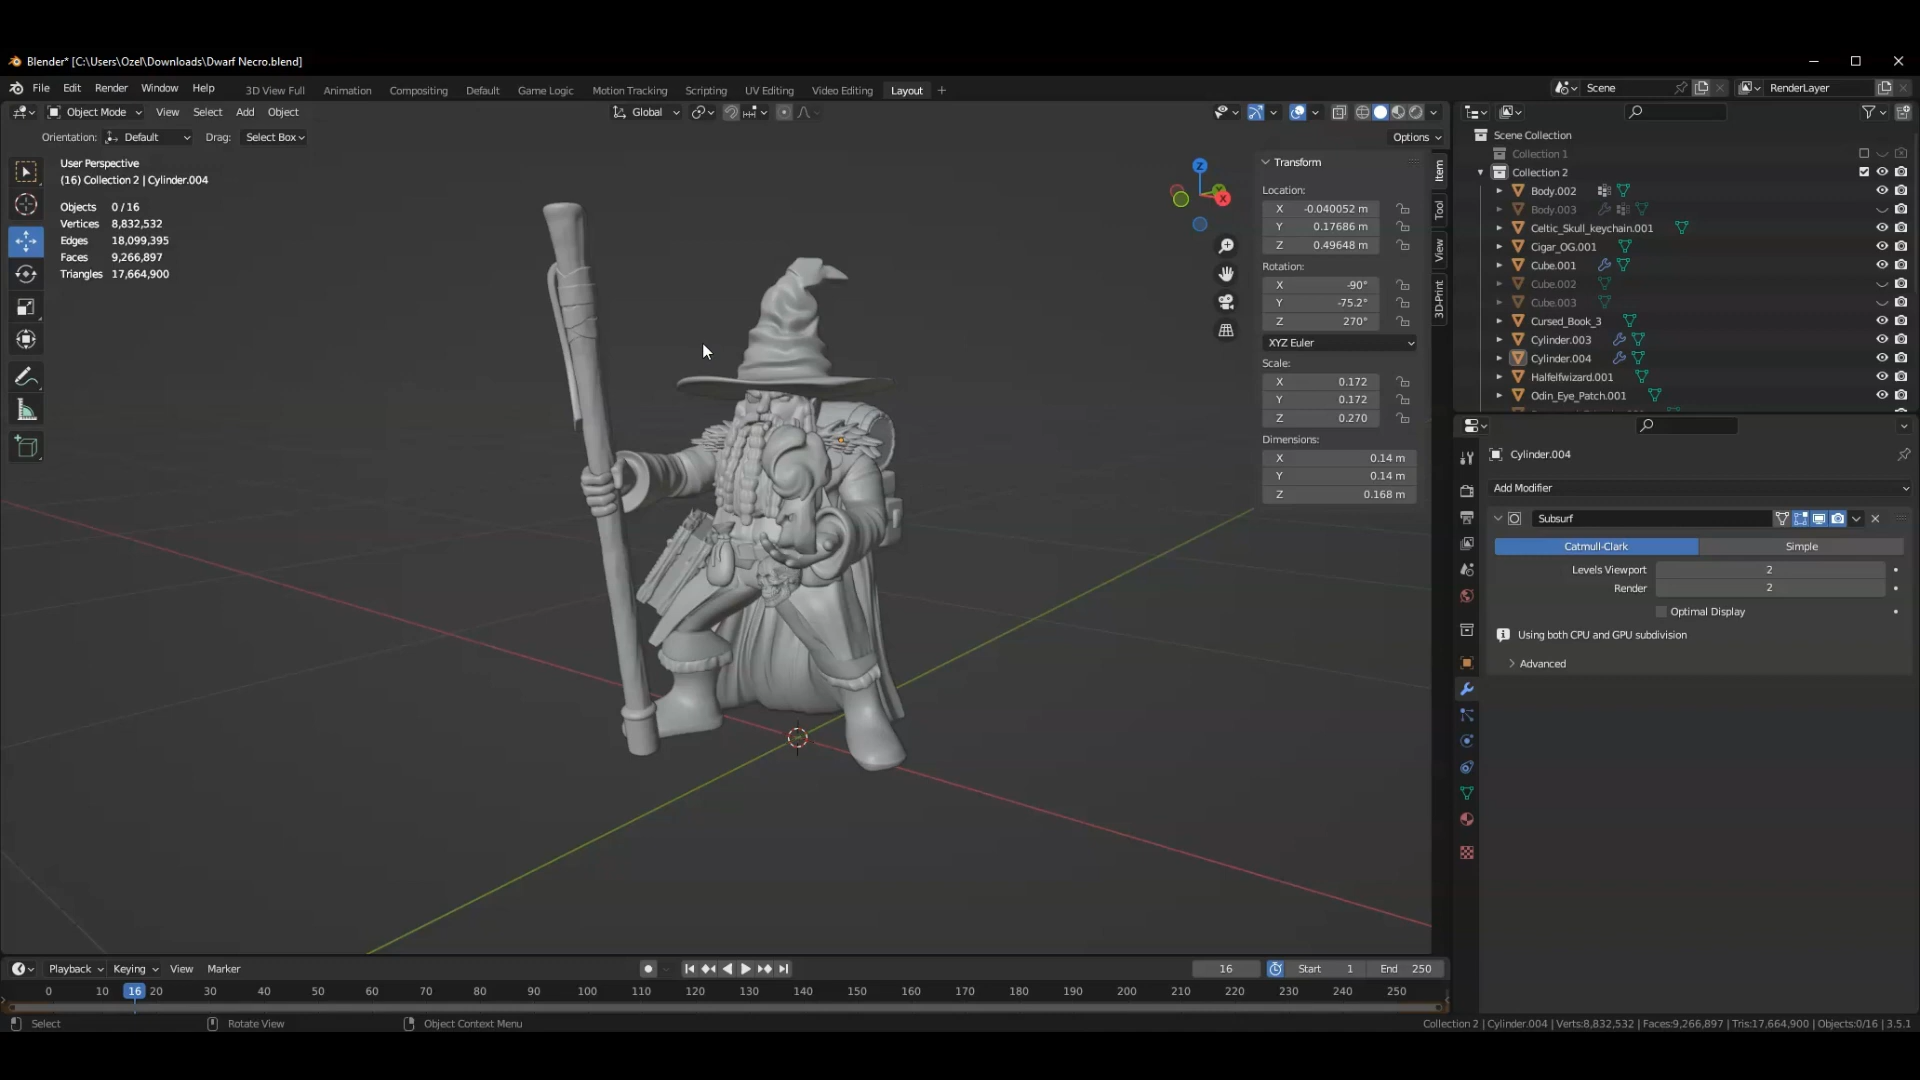 Blender* [C:\Users\Ozel\Downloads\Dwarf Necro.blend]
File Edit Render Window Help
3D View Full Animation Compositing Default Game Logic Motion Tracking Scripting UV Editing Video Editing Layout +
Scene
RenderLayer
Object Mode View Select Add Object
Global
Orientation: Default Drag: Select Box
Options
User Perspective
(16) Collection 2 | Cylinder.004
Objects 0 / 16
Vertices 8,832,532
Edges 18,099,395
Faces 9,266,897
Triangles 17,664,900
Z
X
Transform
Location:
X -0.040052 m
Y 0.17686 m
Z 0.49648 m
Rotation:
X -90°
Y -75.2°
Z 270°
XYZ Euler
Scale:
X 0.172
Y 0.172
Z 0.270
Dimensions:
X 0.14 m
Y 0.14 m
Z 0.168 m
Item
Tool
View
3D-Print
Scene Collection
Collection 1
Collection 2
Body.002
Body.003
Celtic_Skull_keychain.001
Cigar_OG.001
Cube.001
Cube.002
Cube.003
Cursed_Book_3
Cylinder.003
Cylinder.004
Halfelfwizard.001
Odin_Eye_Patch.001
Cylinder.004
Add Modifier
Subsurf
Catmull-Clark Simple
Levels Viewport 2
Render 2
Optimal Display
Using both CPU and GPU subdivision
Advanced
Playback Keying View Marker
16 Start 1 End 250
0 10 16 20 30 40 50 60 70 80 90 100 110 120 130 140 150 160 170 180 190 200 210 220 230 240 250
Select Rotate View Object Context Menu
Collection 2 | Cylinder.004 | Verts:8,832,532 | Faces:9,266,897 | Tris:17,664,900 | Objects:0/16 | 3.5.1